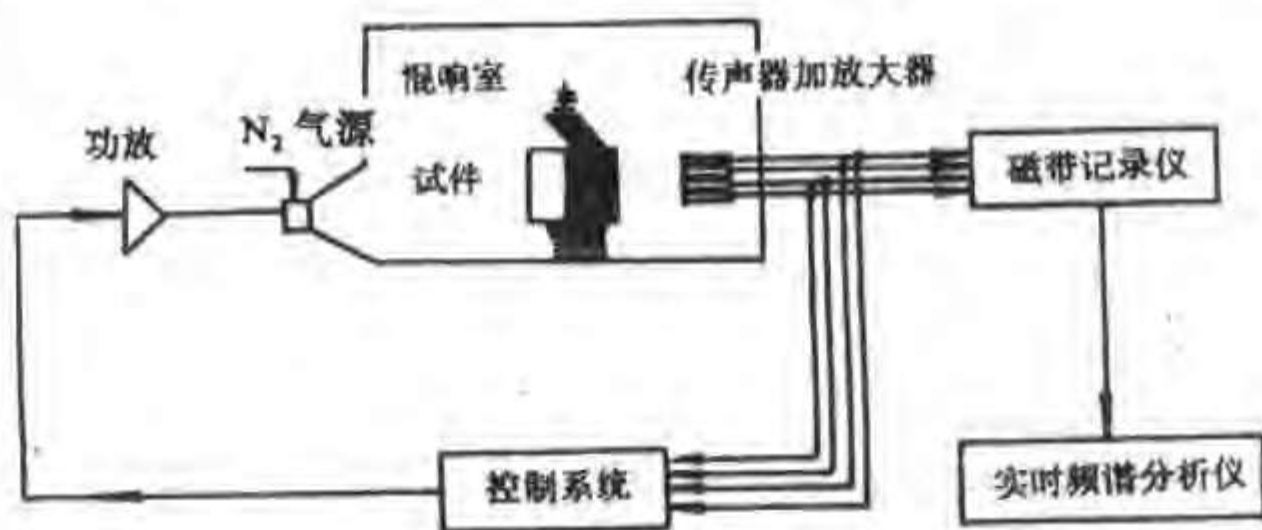 混响室
传声器加放大器
N₂ 气源
功放
试件
磁带记录仪
控制系统
实时频谱分析仪